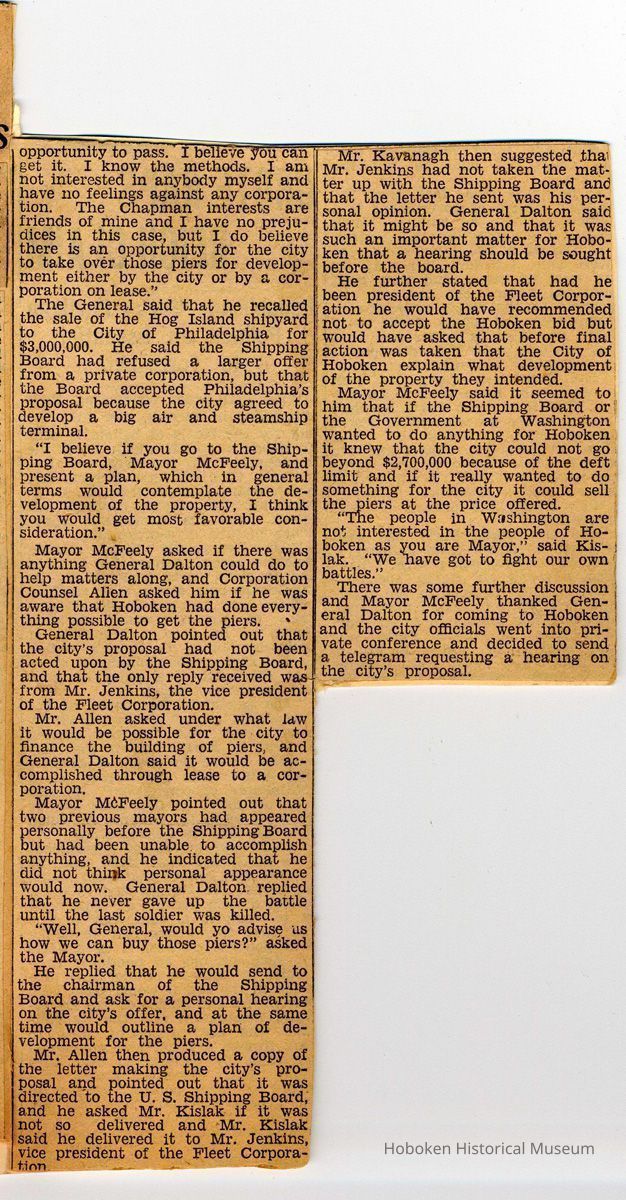 S
opportunity to pass. I believe you can
get it. I know the methods. I am
not interested in anybody myself and
have no feelings against any corpora-
tion. The Chapman interests are
friends of mine and I have no preju-
dices in this case, but I do believe
there is an opportunity for the city
to take over those piers for develop-
ment either by the city or by a cor-
poration on lease."
The General said that he recalled
the sale of the Hog Island shipyard
to the City of Philadelphia for
$3,000,000. He said the Shipping
Board had refused a larger offer
from a private corporation, but that
the Board accepted Philadelphia's
proposal because the city agreed to
develop a big air and steamship
terminal.
"I believe if you go to the Ship-
ping Board, Mayor McFeely, and
present a plan, which in general
terms would contemplate the de-
velopment of the property, I think
you would get most favorable con-
sideration."
Mayor McFeely asked if there was
anything General Dalton could do to
help matters along, and Corporation
Counsel Allen asked him if he was
aware that Hoboken had done every-
thing possible to get the piers.
General Dalton pointed out that
the city's proposal had not been
acted upon by the Shipping Board,
and that the only reply received was
from Mr. Jenkins, the vice president
of the Fleet Corporation.
Mr. Allen asked under what law
it would be possible for the city to
finance the building of piers, and
General Dalton said it would be ac-
complished through lease to a cor-
poration.
Mayor McFeely pointed out that
two previous mayors had appeared
personally before the Shipping Board
but had been unable to accomplish
anything, and he indicated that he
did not think personal appearance
would now. General Dalton replied
that he never gave up the battle
until the last soldier was killed.
"Well, General, would yo advise us
how we can buy those piers?" asked
the Mayor.
He replied that he would send to
the chairman of the Shipping
Board and ask for a personal hearing
on the city's offer, and at the same
time would outline a plan of de-
velopment for the piers.
Mr. Allen then produced a copy of
the letter making the city's pro-
posal and pointed out that it was
directed to the U. S. Shipping Board,
and he asked Mr. Kislak if it was
not so delivered and Mr. Kislak
said he delivered it to Mr. Jenkins,
vice president of the Fleet Corpora-
tion
Mr. Kavanagh then suggested tha
Mr. Jenkins had not taken the mat-
ter up with the Shipping Board and
that the letter he sent was his per-
sonal opinion. General Dalton said
that it might be so and that it was
such an important matter for Hobo-
ken that a hearing should be sought
before the board.
He further stated that had he
been president of the Fleet Corpor-
ation he would have recommended
not to accept the Hoboken bid but
would have asked that before final
action was taken that the City of
Hoboken explain what development
of the property they intended.
Mayor McFeely said it seemed to
him that if the Shipping Board or
the Government at Washington
wanted to do anything for Hoboken
it knew that the city could not go
beyond $2,700,000 because of the deft
limit and if it really wanted to do
something for the city it could sell
the piers at the price offered.
"The people in Washington are
not interested in the people of Ho-
boken as you are Mayor," said Kis-
lak. "We have got to fight our own
battles."
There was some further discussion
and Mayor McFeely thanked Gen-
eral Dalton for coming to Hoboken
and the city officials went into pri-
vate conference and decided to send
a telegram requesting a hearing on
the city's proposal.
Hoboken Historical Museum